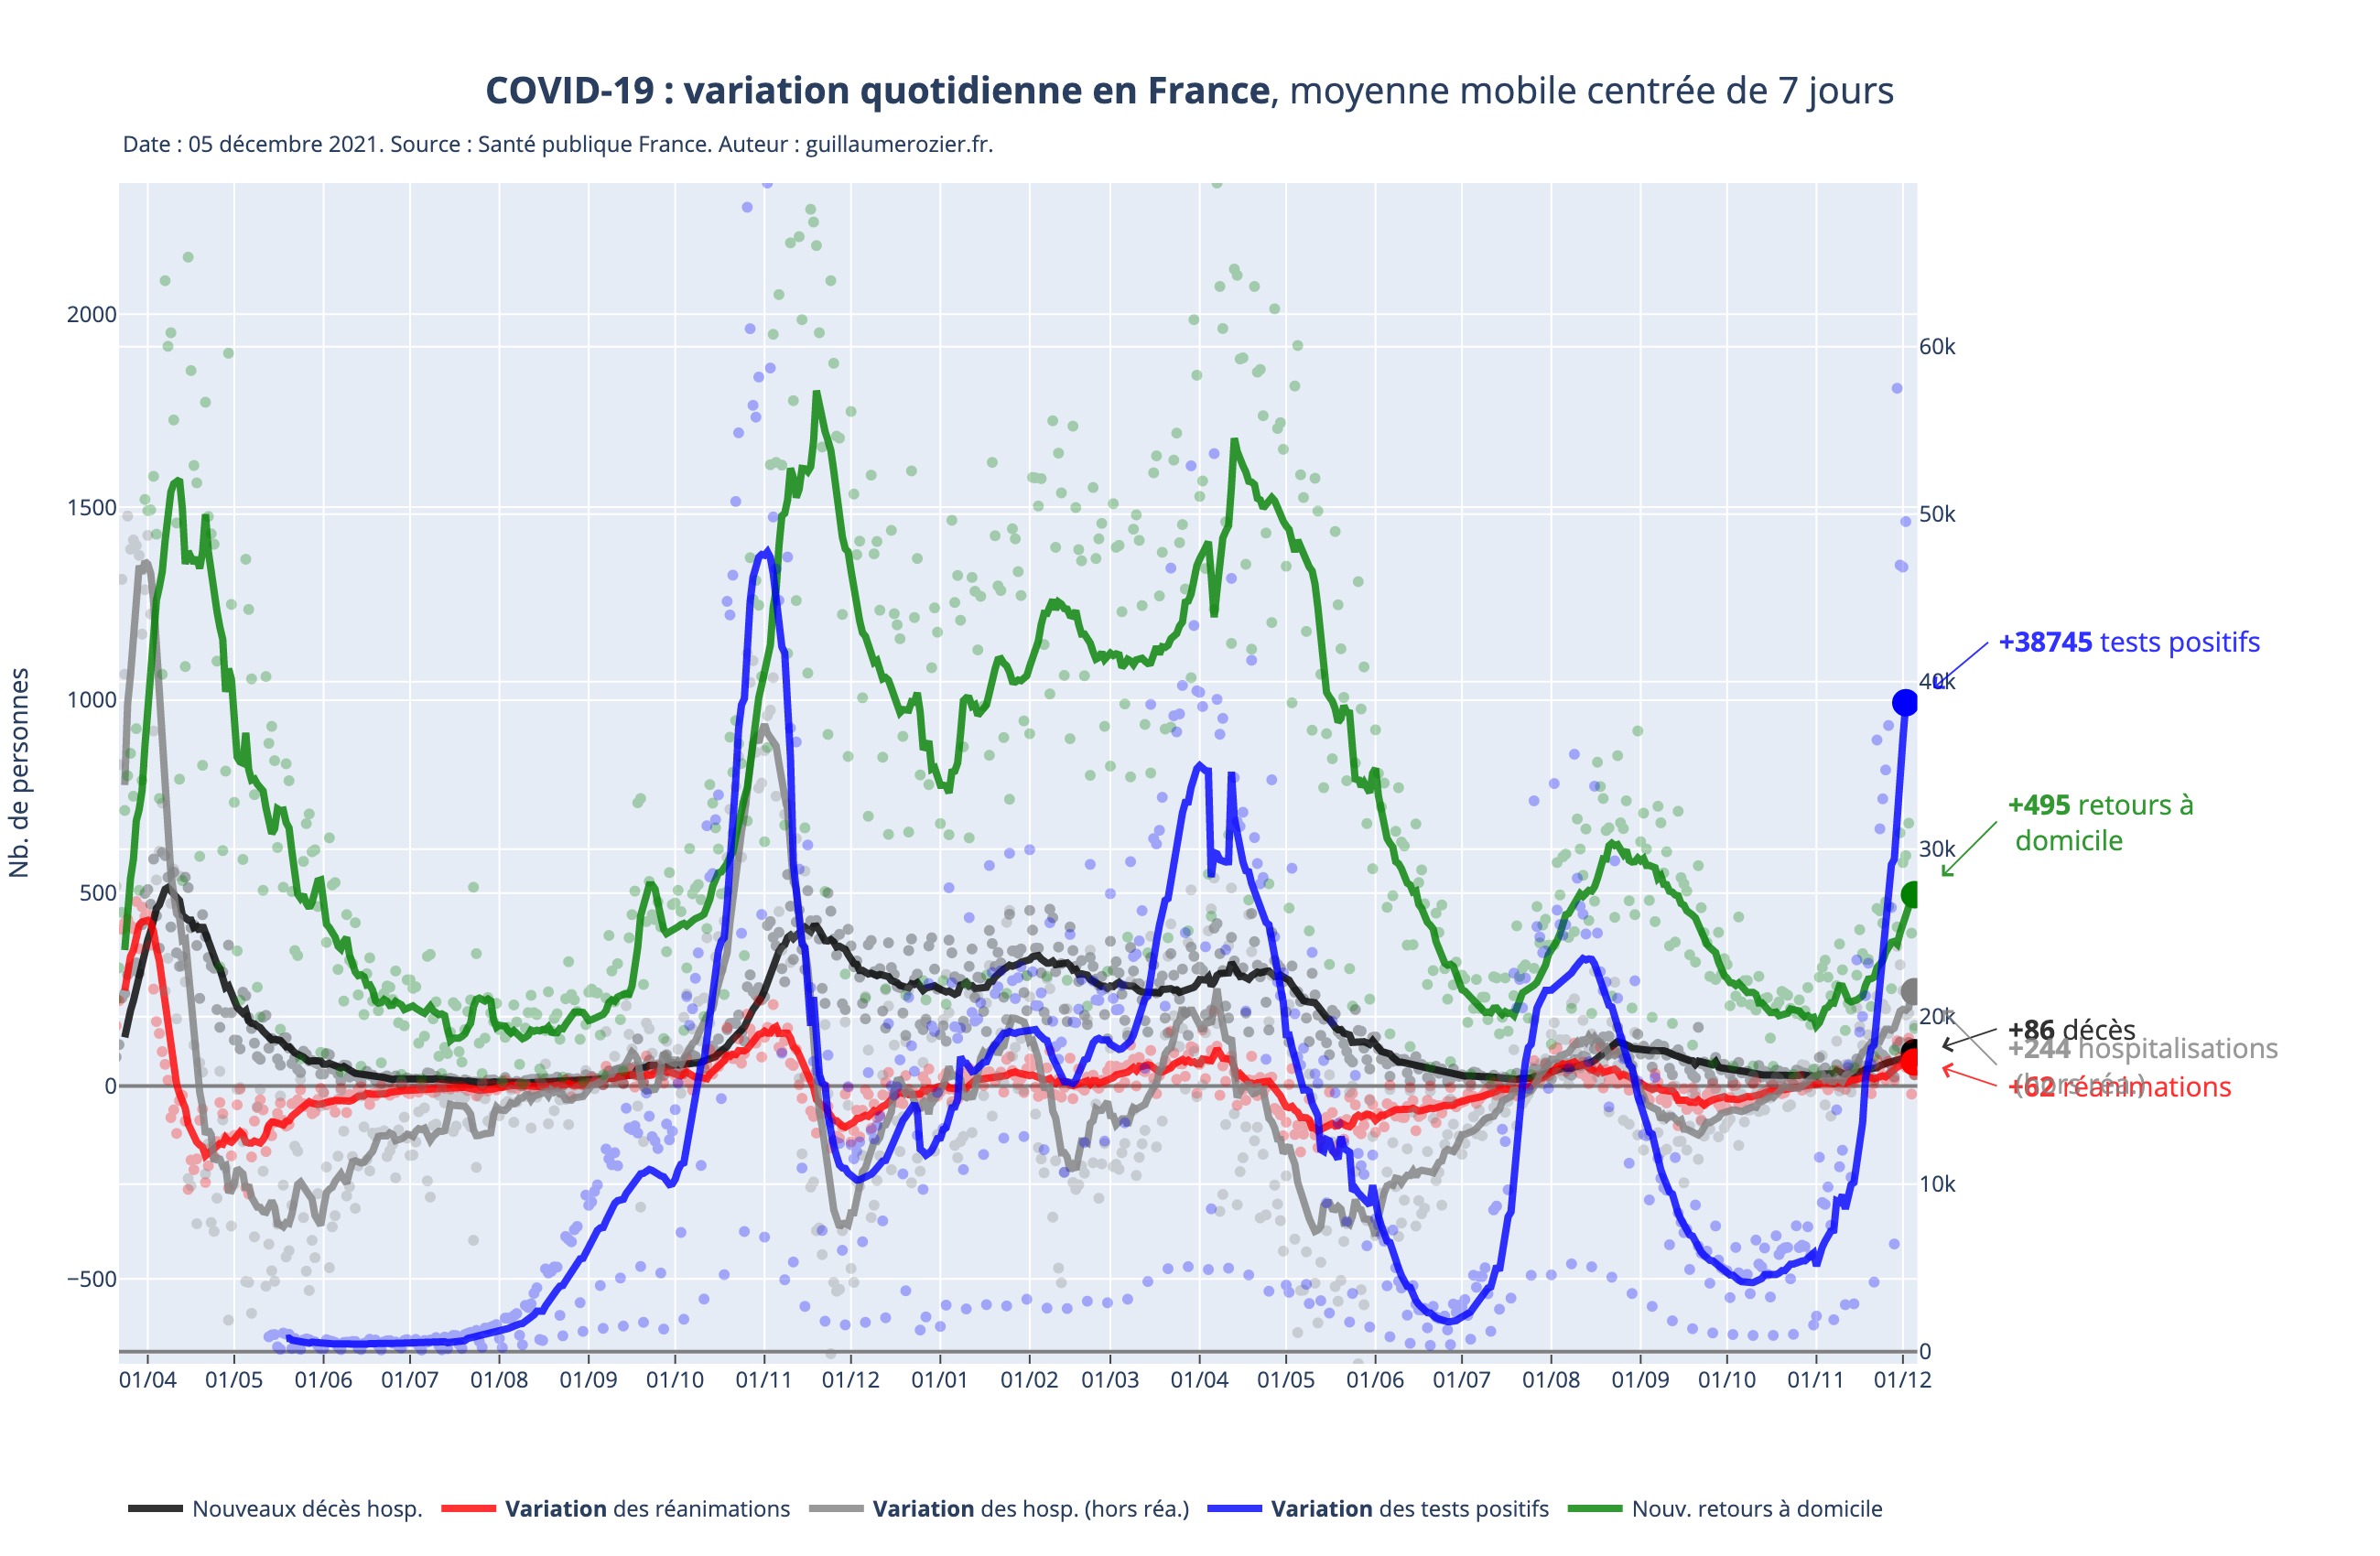 COVID-19 : variation quotidienne en France, moyenne mobile centrée de 7 jours
Date : 05 décembre 2021. Source : Santé publique France. Auteur : guillaumerozier.fr.
Nb. de personnes
2000
1500
1000
500
0
−500
60k
50k
40k
30k
20k
10k
0
+38745 tests positifs
+495 retours à
domicile
+86 décès
+244 hospitalisations
(hors réa.)
+62 réanimations
01/04 01/05 01/06 01/07 01/08 01/09 01/10 01/11 01/12 01/01 01/02 01/03 01/04 01/05 01/06 01/07 01/08 01/09 01/10 01/11 01/12
Nouveaux décès hosp. Variation des réanimations Variation des hosp. (hors réa.) Variation des tests positifs Nouv. retours à domicile